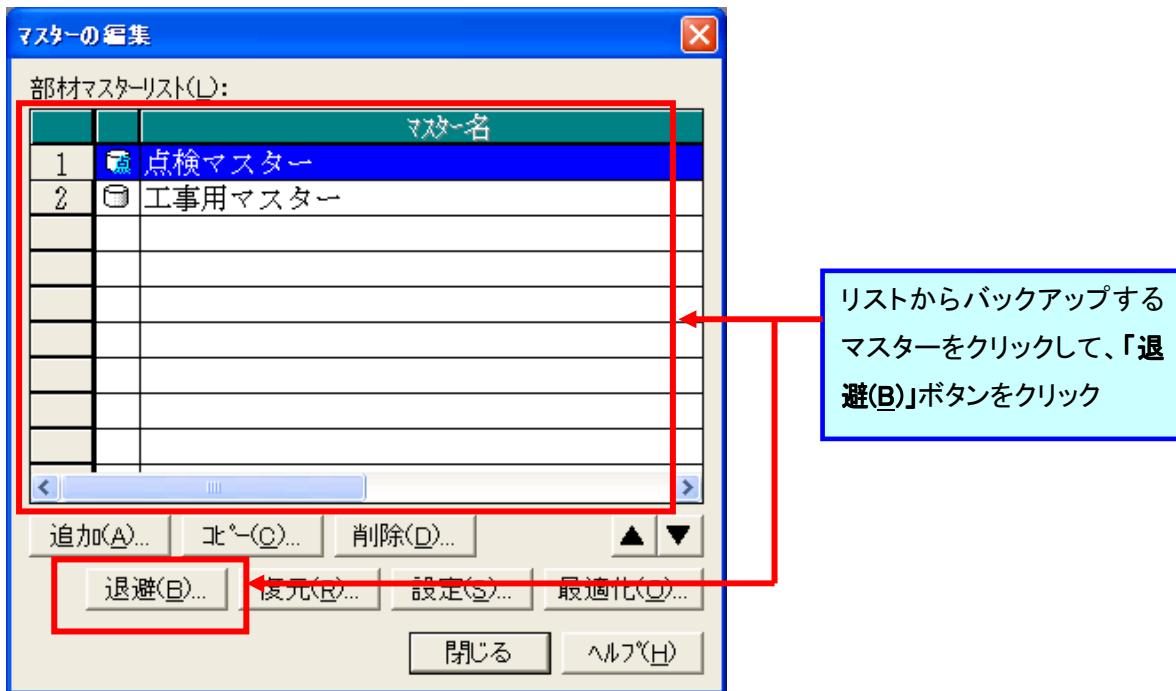 マスターの編集
部材マスターリスト(L):
マスター名
1 点検マスター
2 工事用マスター
リストからバックアップする
マスターをクリックして、「退
避(B)」ボタンをクリック
追加(A)... コピー(C)... 削除(D)... ▲ ▼
退避(B)... 復元(R)... 設定(S)... 最適化(O)...
閉じる ヘルプ(H)